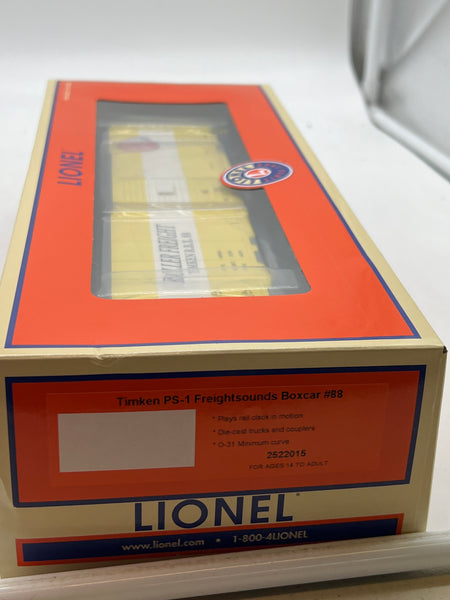 LIONEL
LIONEL
ROLLER FREIGHT
Timken PS-1 Freightsounds Boxcar #88
* Plays rail clack in motion
* Die-cast trucks and couplers
* O-31 Minimum curve
2522015
FOR AGES 14 TO ADULT
LIONEL
www.lionel.com • 1-800-4LIONEL